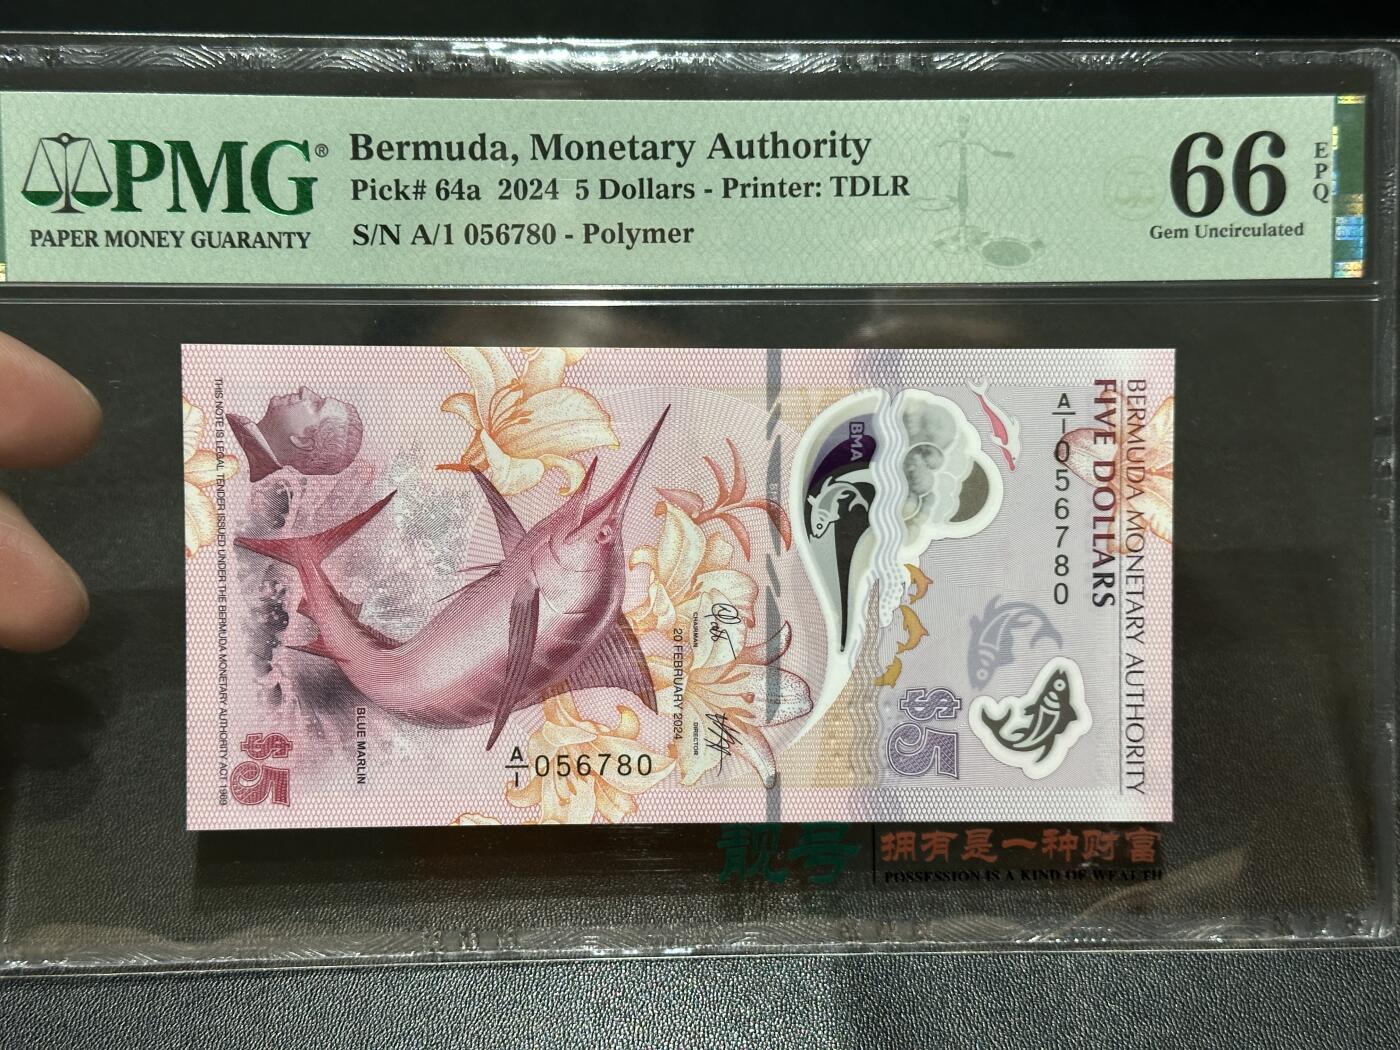 PMG®
PAPER MONEY GUARANTY
Bermuda, Monetary Authority
Pick# 64a 2024 5 Dollars - Printer: TDLR
S/N A/1 056780 - Polymer
66
EPQ
Gem Uncirculated
THIS NOTE IS LEGAL TENDER ISSUED UNDER THE BERMUDA MONETARY AUTHORITY ACT 1969
$5
BLUE MARLIN
A/1 056780
CHAIRMAN
DIRECTOR
20 FEBRUARY 2024
BMA
$5
A/1 056780
FIVE DOLLARS
BERMUDA MONETARY AUTHORITY
靓号
拥有是一种财富
POSSESSION IS A KIND OF WEALTH